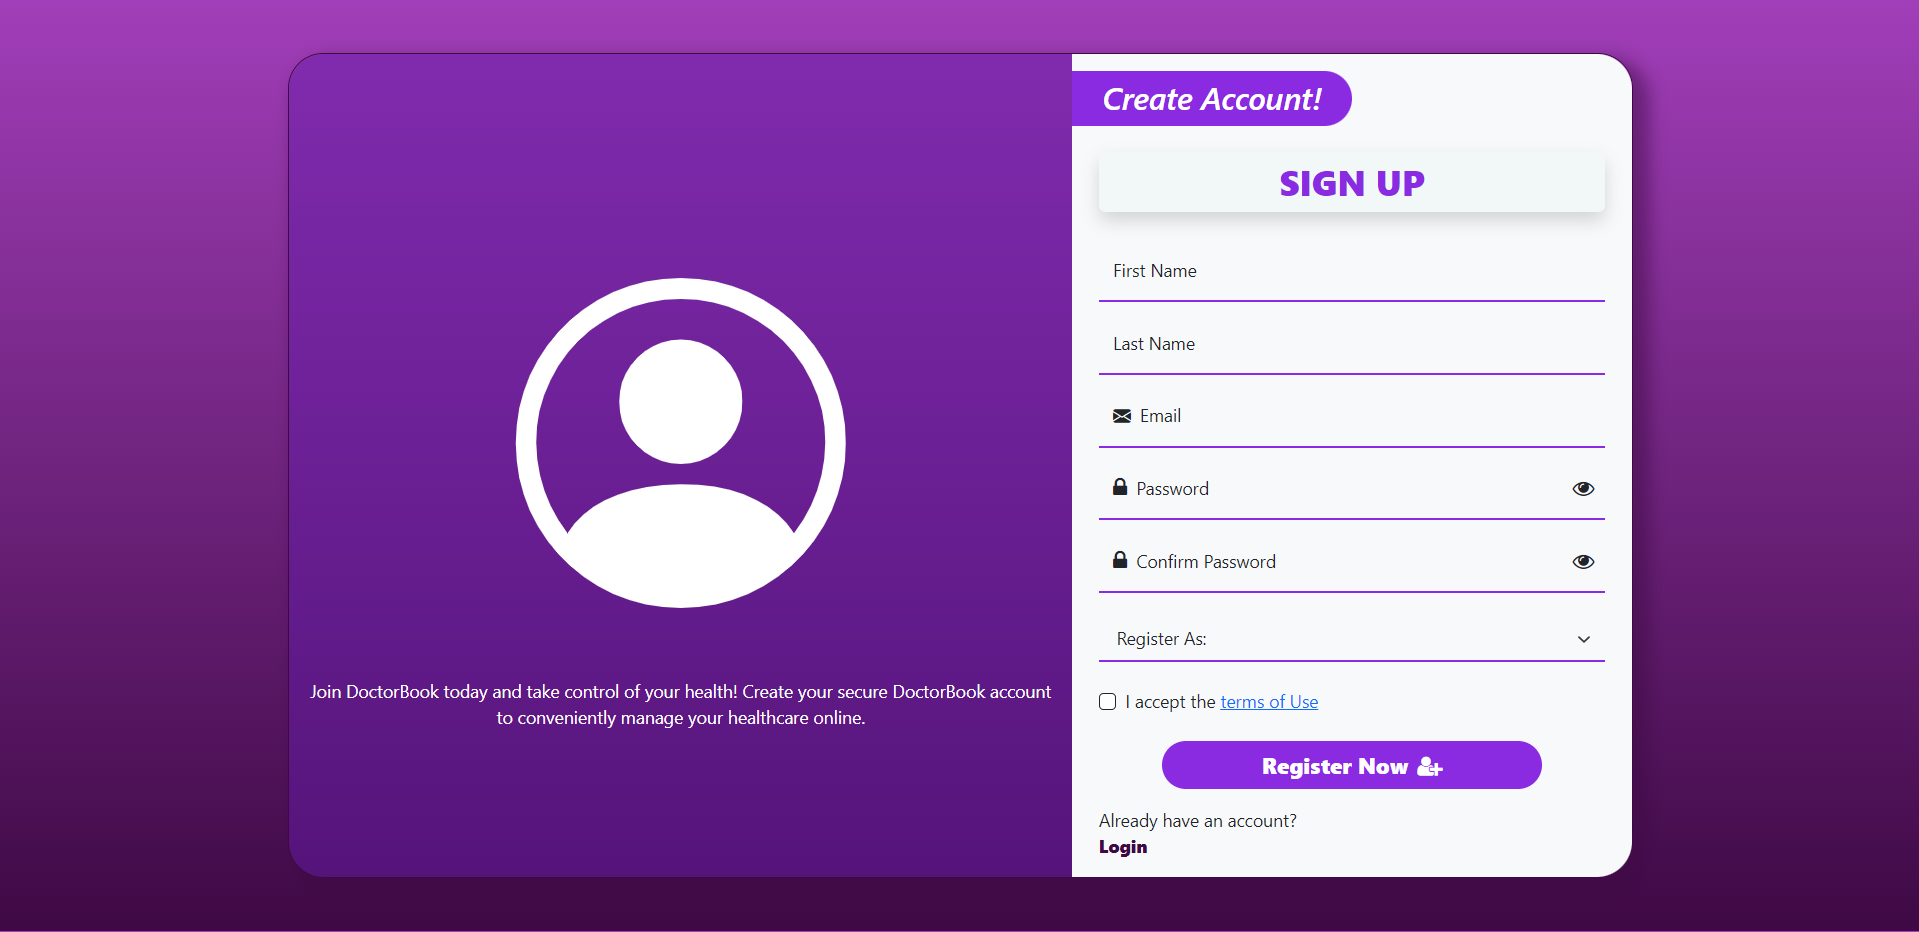 Join DoctorBook today and take control of your health! Create your secure DoctorBook account
to conveniently manage your healthcare online.
Create Account!
SIGN UP
First Name
Last Name
Email
Password
Confirm Password
Register As:
I accept the terms of Use
Register Now
Already have an account?
Login